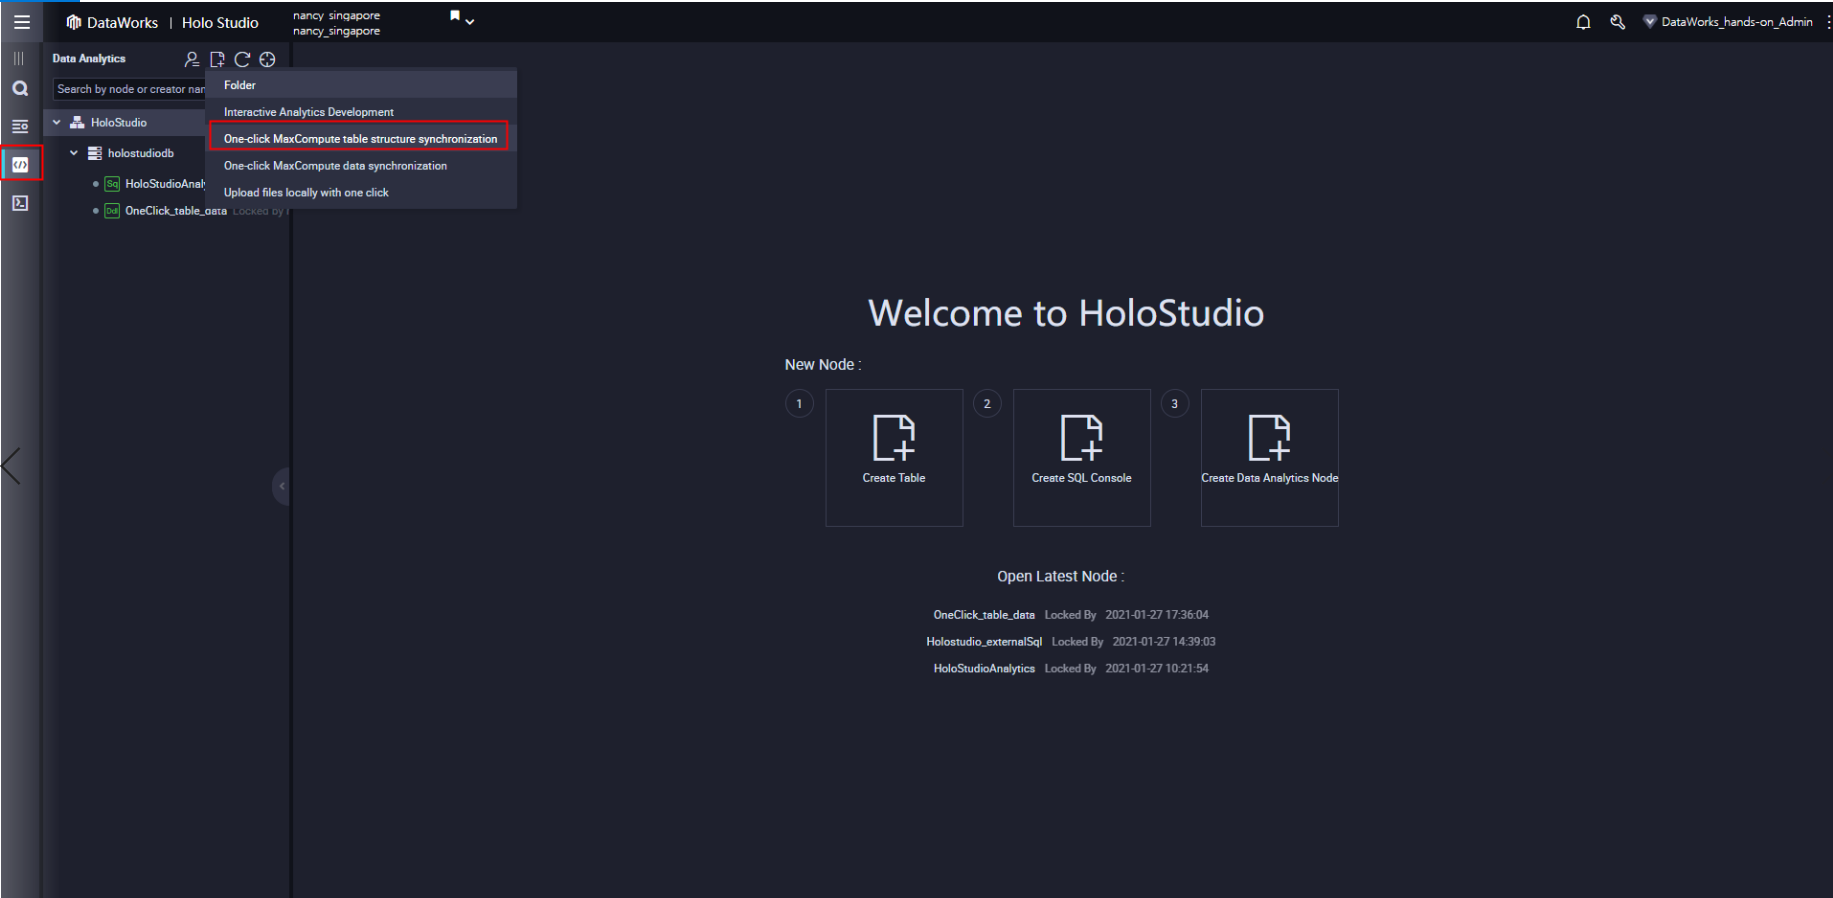 DataWorks | Holo Studio
nancy singapore
nancy_singapore
DataWorks_hands-on_Admin
Data Analytics
Search by node or creator nam
Folder
Interactive Analytics Development
One-click MaxCompute table structure synchronization
One-click MaxCompute data synchronization
Upload files locally with one click
HoloStudio
holostudiodb
Sq HoloStudioAnaly
Ddl OneClick_table_data Locked by
Welcome to HoloStudio
New Node :
1 2 3
Create Table
Create SQL Console
Create Data Analytics Node
Open Latest Node :
OneClick_table_data Locked By 2021-01-27 17:36:04
Holostudio_externalSql Locked By 2021-01-27 14:39:03
HoloStudioAnalytics Locked By 2021-01-27 10:21:54